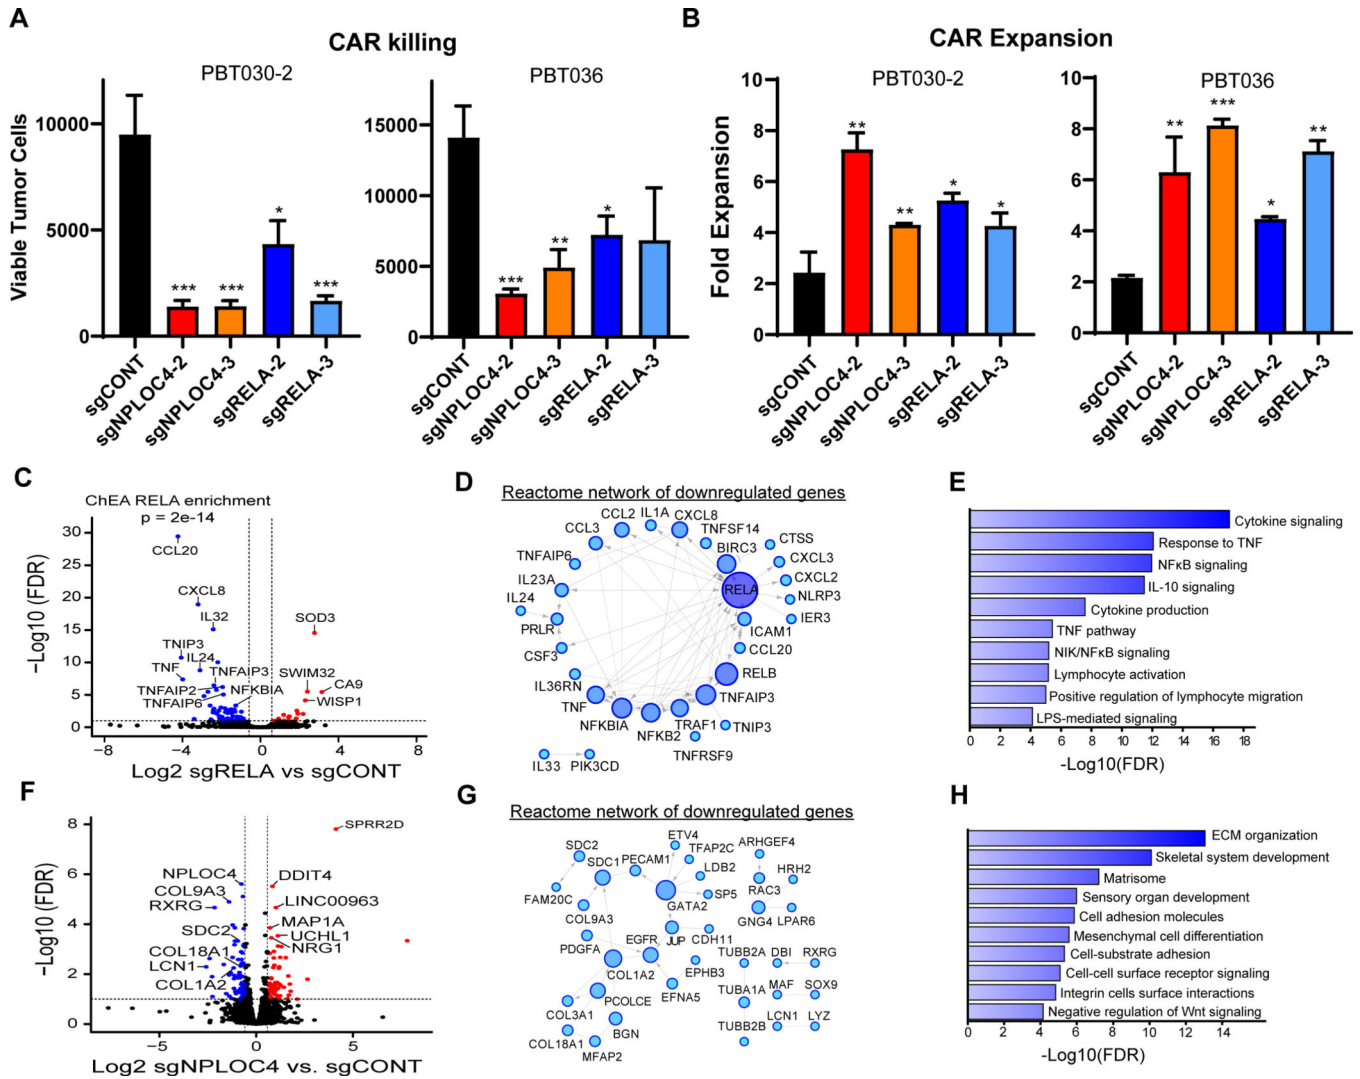 A
CAR killing
PBT030-2
Viable Tumor Cells
10000
5000
0
***
***
*
***
sgCONT
sgNPLOC4-2
sgNPLOC4-3
sgRELA-2
sgRELA-3
PBT036
15000
10000
5000
0
***
**
*
sgCONT
sgNPLOC4-2
sgNPLOC4-3
sgRELA-2
sgRELA-3
B
CAR Expansion
PBT030-2
Fold Expansion
10
8
6
4
2
0
**
**
*
*
sgCONT
sgNPLOC4-2
sgNPLOC4-3
sgRELA-2
sgRELA-3
PBT036
10
8
6
4
2
0
**
***
*
**
sgCONT
sgNPLOC4-2
sgNPLOC4-3
sgRELA-2
sgRELA-3
C
ChEA RELA enrichment
p = 2e-14
−Log10 (FDR)
30
25
20
15
10
5
0
CCL20
CXCL8
IL32
SOD3
TNIP3
IL24
TNF
TNFAIP3
SWIM32
CA9
TNFAIP2
NFKBIA
TNFAIP6
WISP1
−8
−4
0
4
8
Log2 sgRELA vs sgCONT
D
Reactome network of downregulated genes
IL1A
CXCL8
CCL2
TNFSF14
CCL3
CTSS
BIRC3
TNFAIP6
CXCL3
IL23A
RELA
CXCL2
IL24
NLRP3
PRLR
IER3
ICAM1
CSF3
CCL20
IL36RN
RELB
TNF
TNFAIP3
NFKBIA
TRAF1
TNIP3
NFKB2
TNFRSF9
IL33
PIK3CD
E
Cytokine signaling
Response to TNF
NFκB signaling
IL-10 signaling
Cytokine production
TNF pathway
NIK/NFκB signaling
Lymphocyte activation
Positive regulation of lymphocyte migration
LPS-mediated signaling
0 2 4 6 8 10 12 14 16 18
-Log10(FDR)
F
−Log10 (FDR)
8
6
4
2
0
SPRR2D
NPLOC4
DDIT4
COL9A3
RXRG
LINC00963
MAP1A
SDC2
UCHL1
NRG1
COL18A1
LCN1
COL1A2
−5
0
5
Log2 sgNPLOC4 vs. sgCONT
G
Reactome network of downregulated genes
ETV4
ARHGEF4
SDC2
TFAP2C
SDC1
PECAM1
LDB2
HRH2
RAC3
FAM20C
SP5
GATA2
COL9A3
GNG4
LPAR6
PDGFA
EGFR
JUP
CDH11
TUBB2A
DBI
RXRG
COL1A2
EPHB3
PCOLCE
EFNA5
TUBA1A
MAF
SOX9
COL3A1
BGN
LCN1
LYZ
COL18A1
MFAP2
TUBB2B
H
ECM organization
Skeletal system development
Matrisome
Sensory organ development
Cell adhesion molecules
Mesenchymal cell differentiation
Cell-substrate adhesion
Cell-cell surface receptor signaling
Integrin cells surface interactions
Negative regulation of Wnt signaling
0 2 4 6 8 10 12 14
-Log10(FDR)